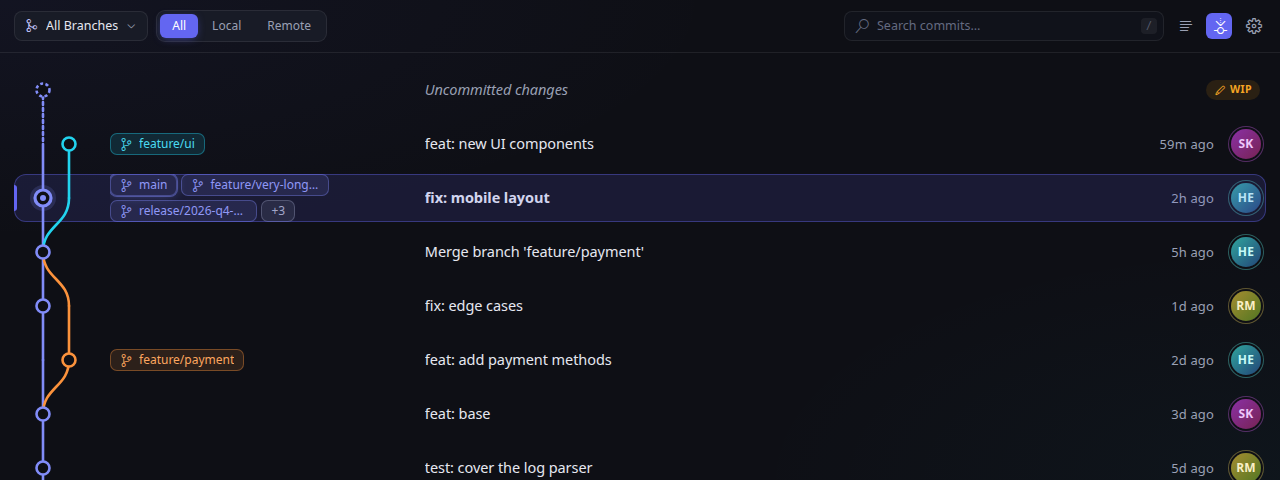 All Branches
All Local Remote
Search commits... /
Uncommitted changes WIP
feature/ui feat: new UI components 59m ago SK
main feature/very-long...
release/2026-q4-... +3
fix: mobile layout 2h ago HE
Merge branch 'feature/payment' 5h ago HE
fix: edge cases 1d ago RM
feature/payment feat: add payment methods 2d ago HE
feat: base 3d ago SK
test: cover the log parser 5d ago RM